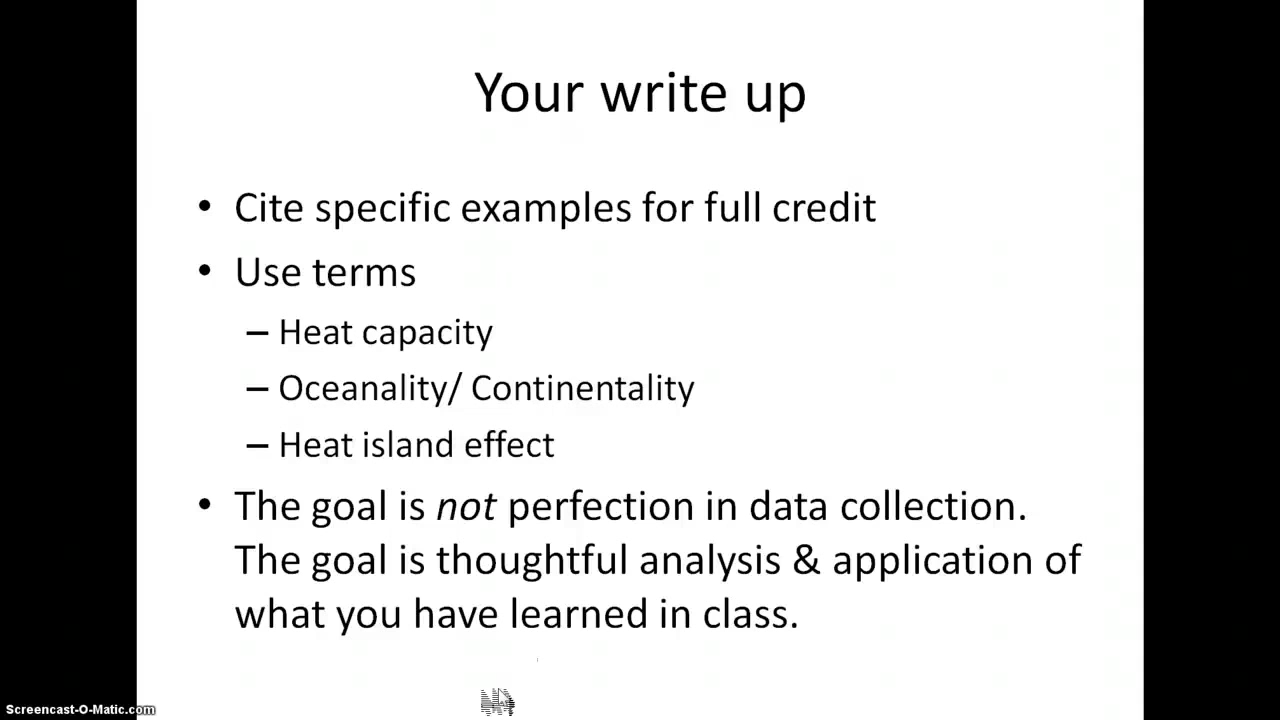 Your write up
• Cite specific examples for full credit
• Use terms
– Heat capacity
– Oceanality/ Continentality
– Heat island effect
• The goal is not perfection in data collection.
The goal is thoughtful analysis & application of
what you have learned in class.
Screencast-O-Matic.com